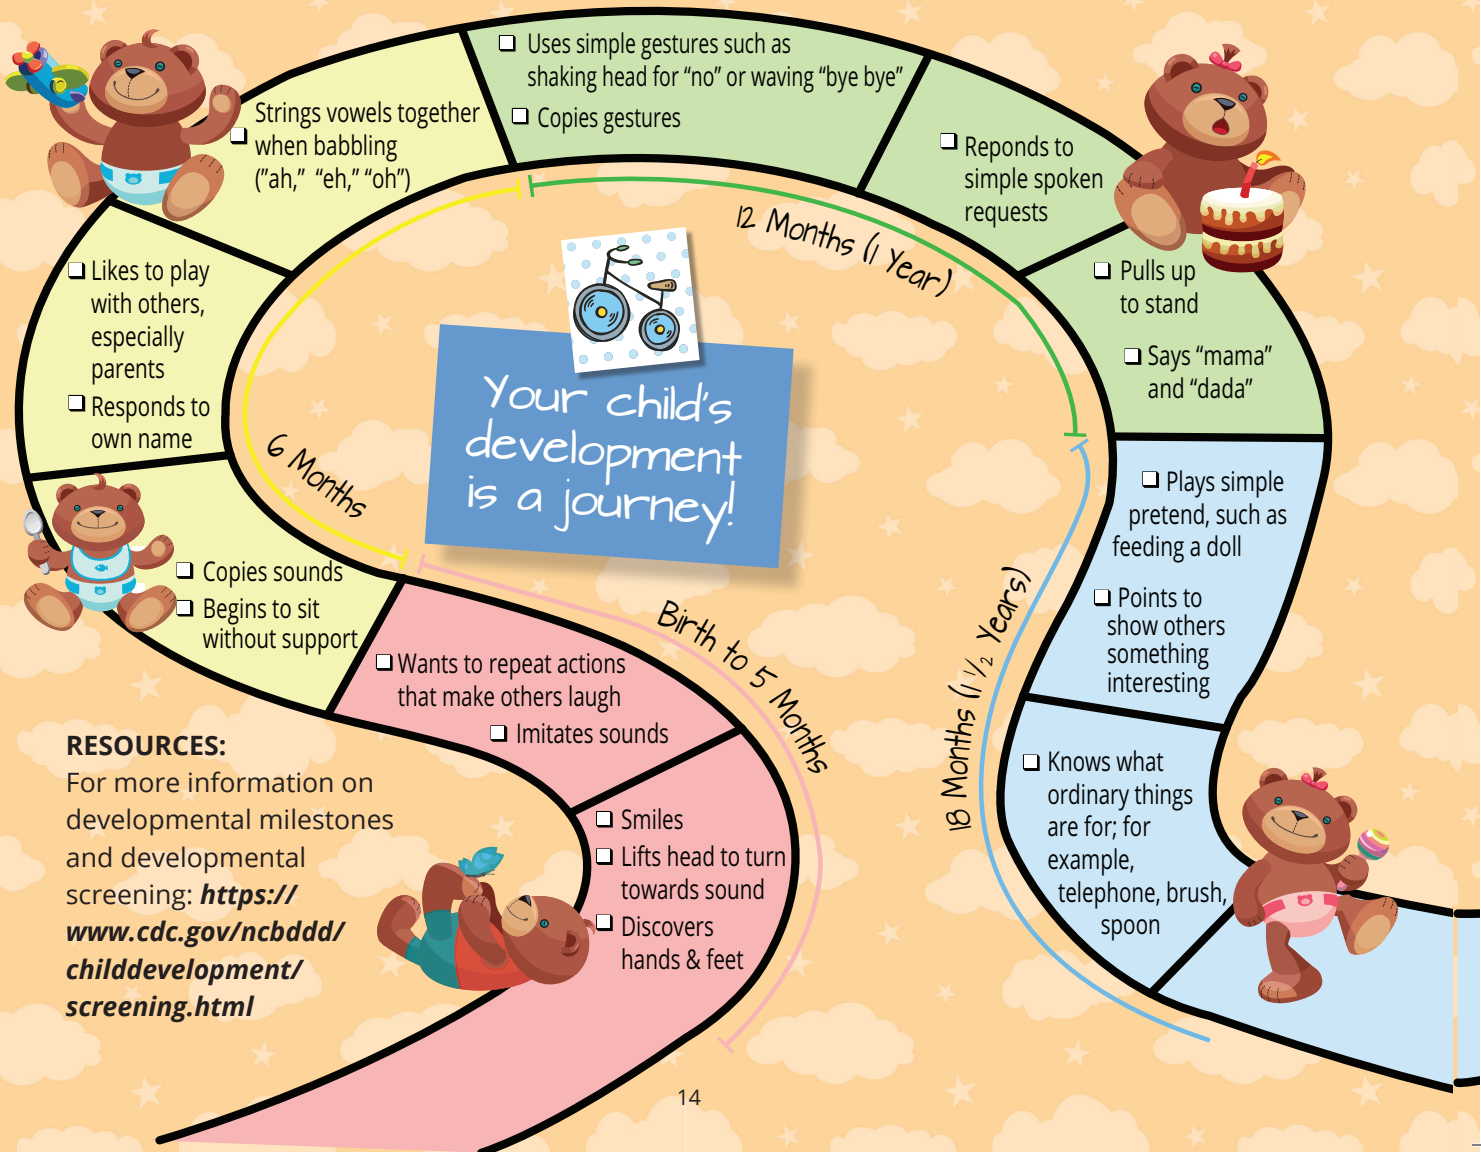 Uses simple gestures such as
shaking head for “no” or waving “bye bye”
Copies gestures
Strings vowels together
when babbling
(”ah,”  “eh,” “oh”)
Reponds to
simple spoken
requests
Likes to play
with others,
especially
parents
Responds to
own name
Pulls up
to stand
Says “mama”
and “dada”
12 Months (1 Year)
Your child's
development
is a journey!
6 Months
Copies sounds
Begins to sit
without support
Plays simple
pretend, such as
feeding a doll
Points to
show others
something
interesting
Wants to repeat actions
that make others laugh
Imitates sounds
Birth to 5 Months
18 Months (1 1/2 Years)
Knows what
ordinary things
are for; for
example,
telephone, brush,
spoon
Smiles
Lifts head to turn
towards sound
Discovers
hands & feet
RESOURCES:
For more information on
developmental milestones
and developmental
screening: https://
www.cdc.gov/ncbddd/
childdevelopment/
screening.html
14